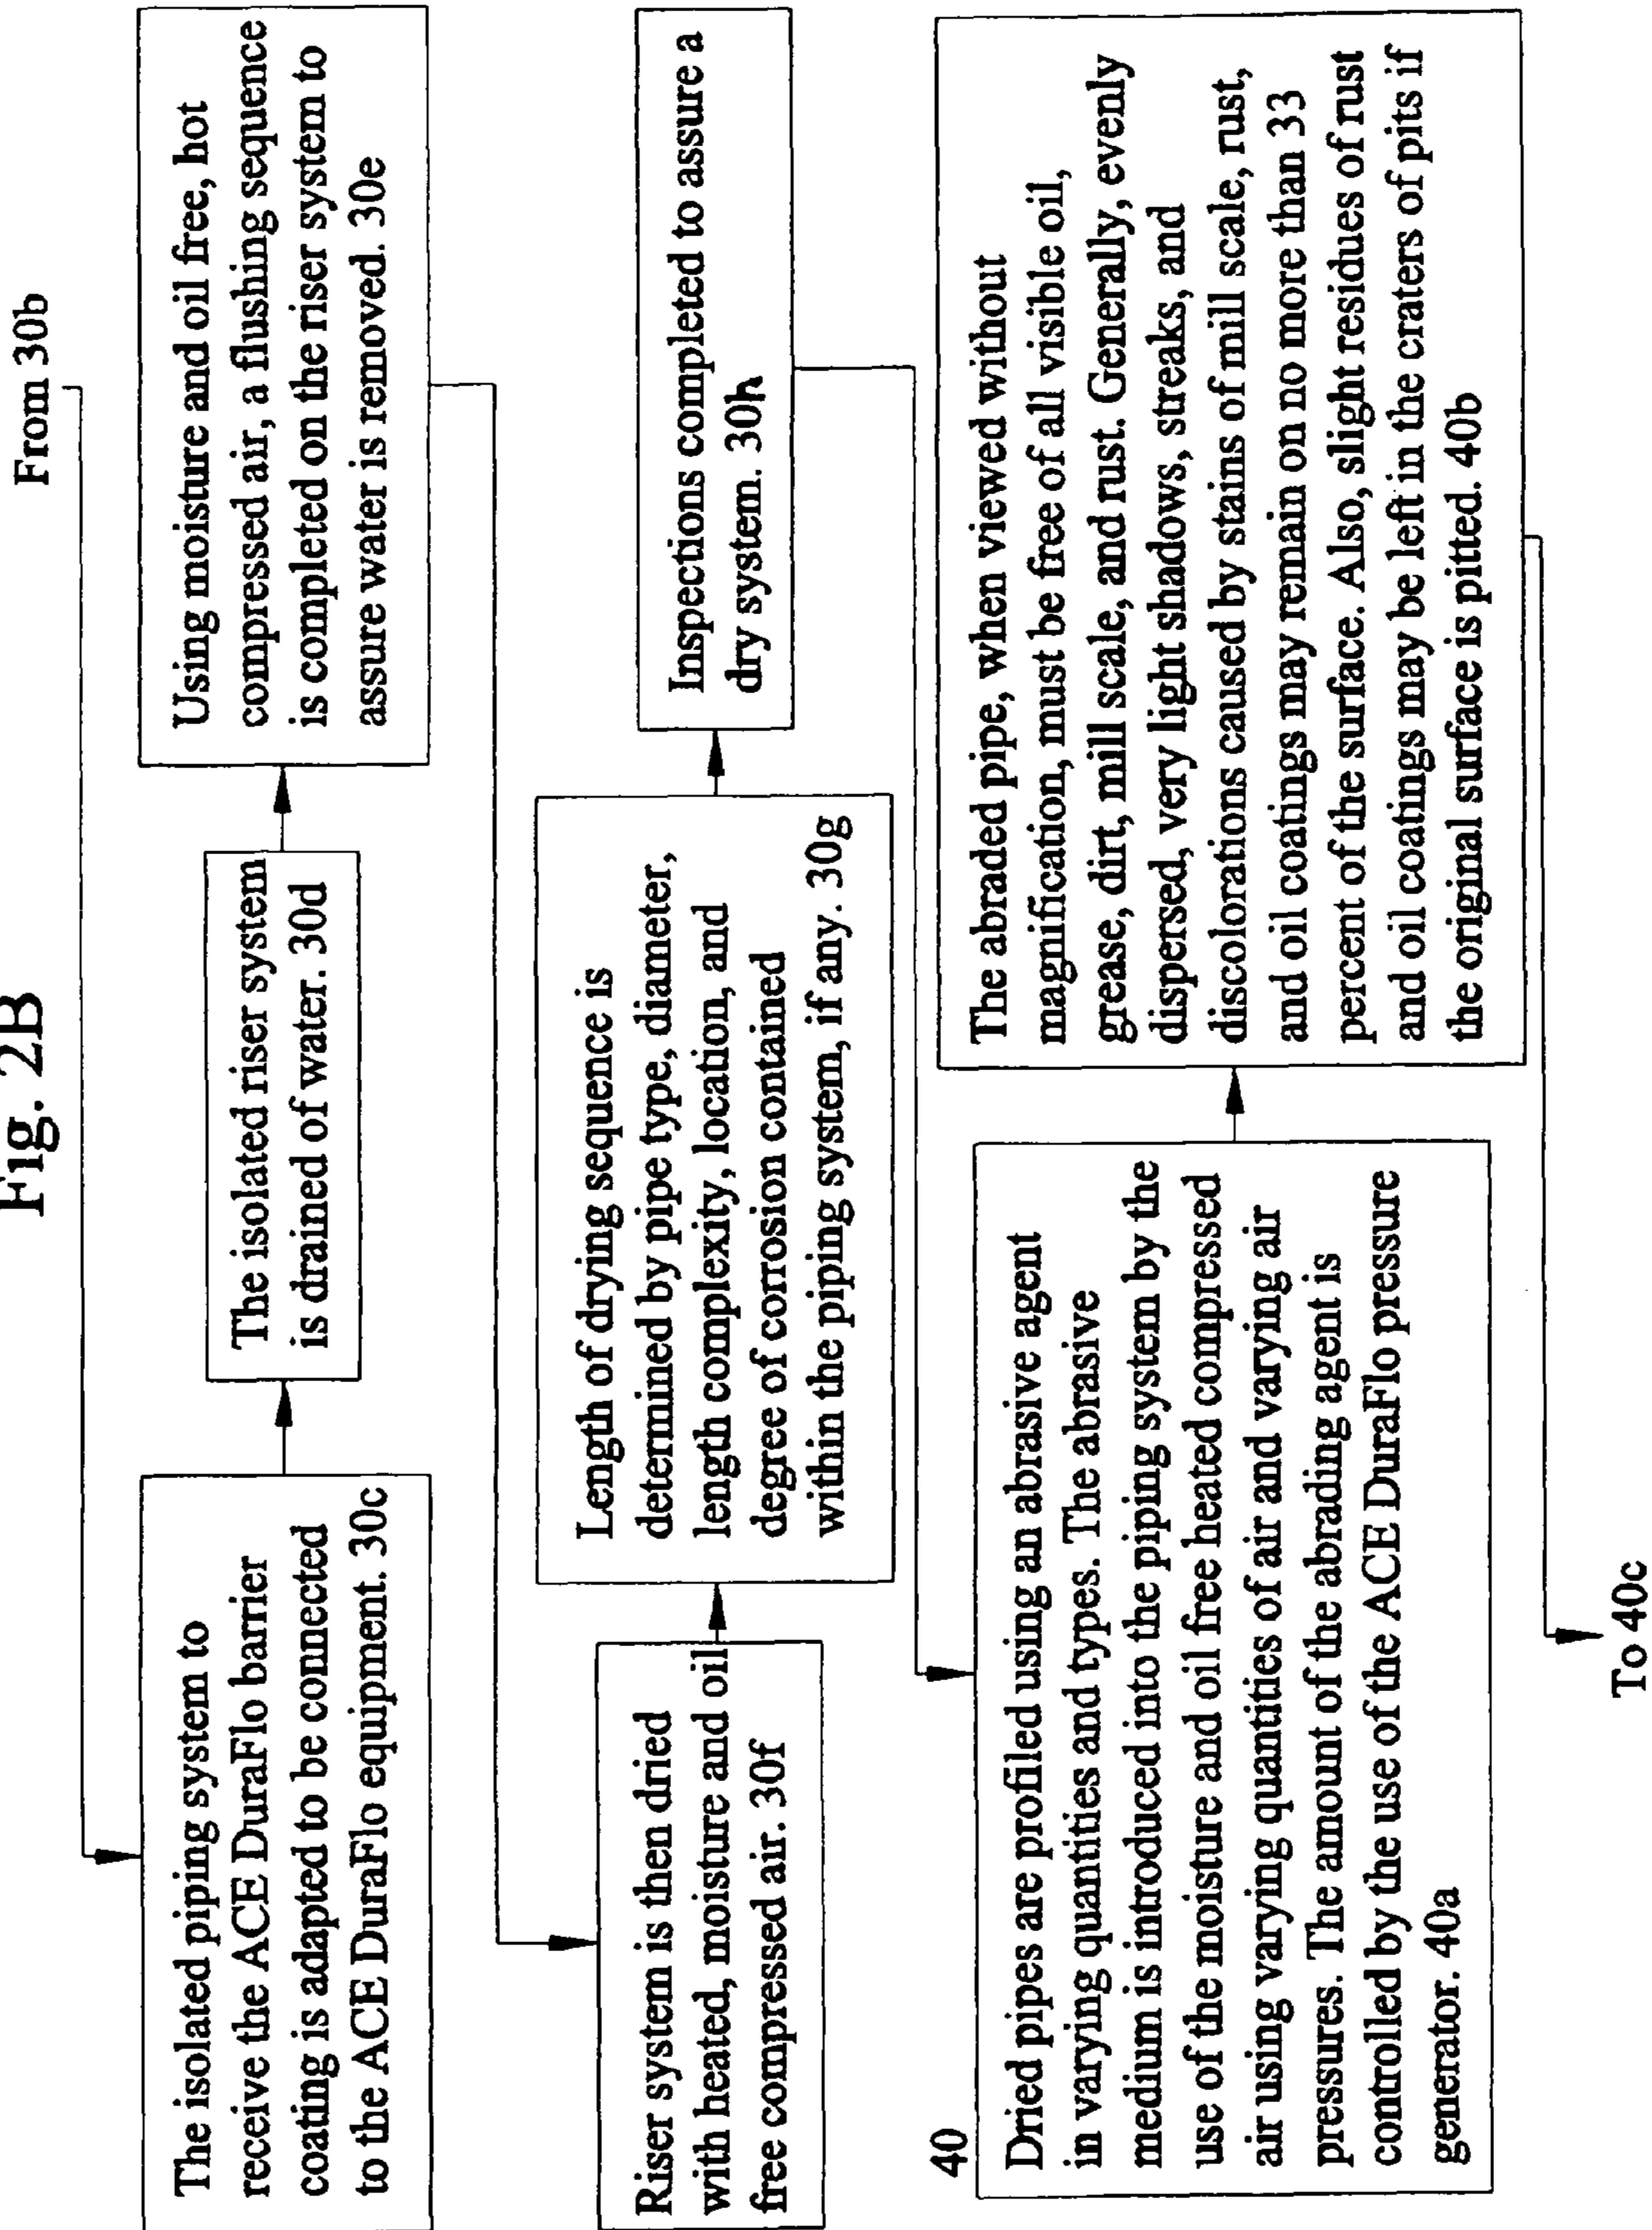 Fig. 2B
From 30b
The isolated piping system to
receive the ACE DuraFlo barrier
coating is adapted to be connected
to the ACE DuraFlo equipment. 30c
The isolated riser system
is drained of water. 30d
Using moisture and oil free, hot
compressed air, a flushing sequence
is completed on the riser system to
assure water is removed. 30e
Riser system is then dried
with heated, moisture and oil
free compressed air. 30f
Length of drying sequence is
determined by pipe type, diameter,
length complexity, location, and
degree of corrosion contained
within the piping system, if any. 30g
Inspections completed to assure a
dry system. 30h
40
Dried pipes are profiled using an abrasive agent
in varying quantities and types. The abrasive
medium is introduced into the piping system by the
use of the moisture and oil free heated compressed
air using varying quantities of air and varying air
pressures. The amount of the abrading agent is
controlled by the use of the ACE DuraFlo pressure
generator. 40a
The abraded pipe, when viewed without
magnification, must be free of all visible oil,
grease, dirt, mill scale, and rust. Generally, evenly
dispersed, very light shadows, streaks, and
discolorations caused by stains of mill scale, rust,
and oil coatings may remain on no more than 33
percent of the surface. Also, slight residues of rust
and oil coatings may be left in the craters of pits if
the original surface is pitted. 40b
To 40c